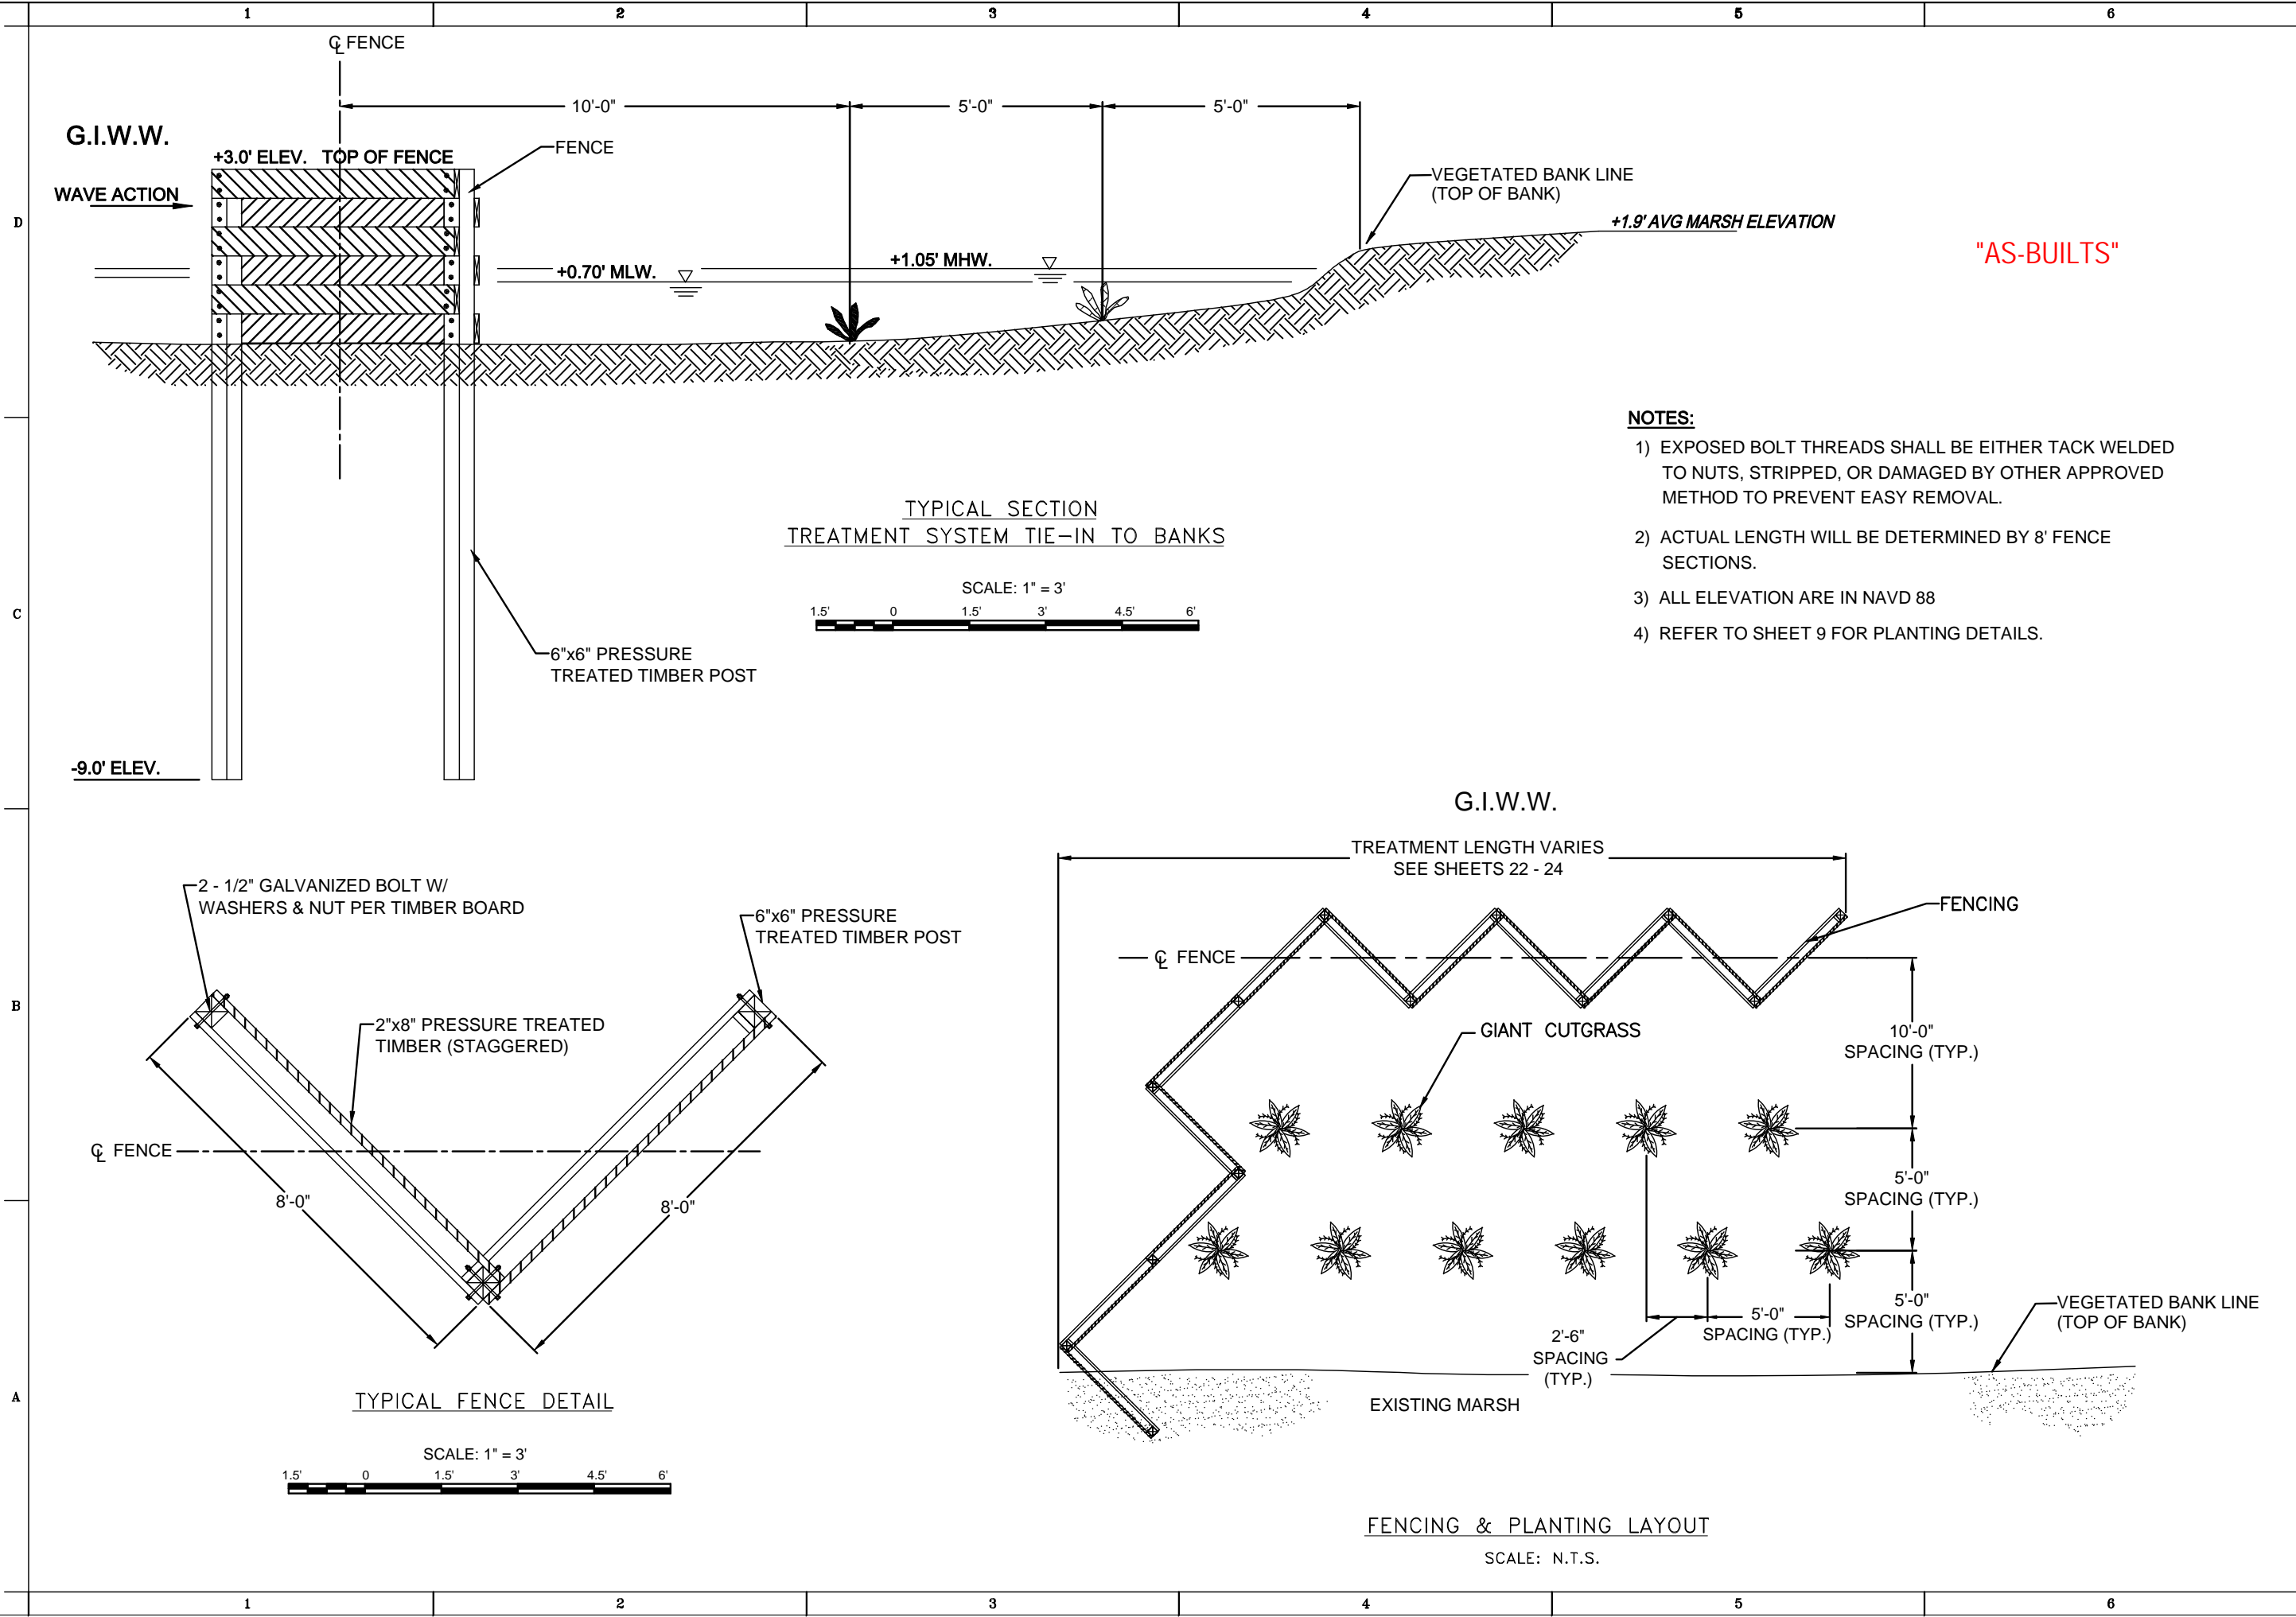 1 2 3 4 5 6
D
C
B
A
℄ FENCE
10'-0" 5'-0" 5'-0"
G.I.W.W.
+3.0' ELEV. TOP OF FENCE
FENCE
WAVE ACTION
VEGETATED BANK LINE
(TOP OF BANK)
+1.9' AVG MARSH ELEVATION
"AS-BUILTS"
+0.70' MLW.
+1.05' MHW.
6"x6" PRESSURE
TREATED TIMBER POST
-9.0' ELEV.
TYPICAL SECTION
TREATMENT SYSTEM TIE-IN TO BANKS
SCALE: 1" = 3'
1.5' 0 1.5' 3' 4.5' 6'
NOTES:
1) EXPOSED BOLT THREADS SHALL BE EITHER TACK WELDED
TO NUTS, STRIPPED, OR DAMAGED BY OTHER APPROVED
METHOD TO PREVENT EASY REMOVAL.
2) ACTUAL LENGTH WILL BE DETERMINED BY 8' FENCE
SECTIONS.
3) ALL ELEVATION ARE IN NAVD 88
4) REFER TO SHEET 9 FOR PLANTING DETAILS.
2 - 1/2" GALVANIZED BOLT W/
WASHERS & NUT PER TIMBER BOARD
6"x6" PRESSURE
TREATED TIMBER POST
2"x8" PRESSURE TREATED
TIMBER (STAGGERED)
℄ FENCE
8'-0"
8'-0"
TYPICAL FENCE DETAIL
SCALE: 1" = 3'
1.5' 0 1.5' 3' 4.5' 6'
G.I.W.W.
TREATMENT LENGTH VARIES
SEE SHEETS 22 - 24
FENCING
℄ FENCE
GIANT CUTGRASS
10'-0"
SPACING (TYP.)
5'-0"
SPACING (TYP.)
5'-0"
SPACING (TYP.)
5'-0"
SPACING (TYP.)
2'-6"
SPACING
(TYP.)
VEGETATED BANK LINE
(TOP OF BANK)
EXISTING MARSH
FENCING & PLANTING LAYOUT
SCALE: N.T.S.
1 2 3 4 5 6